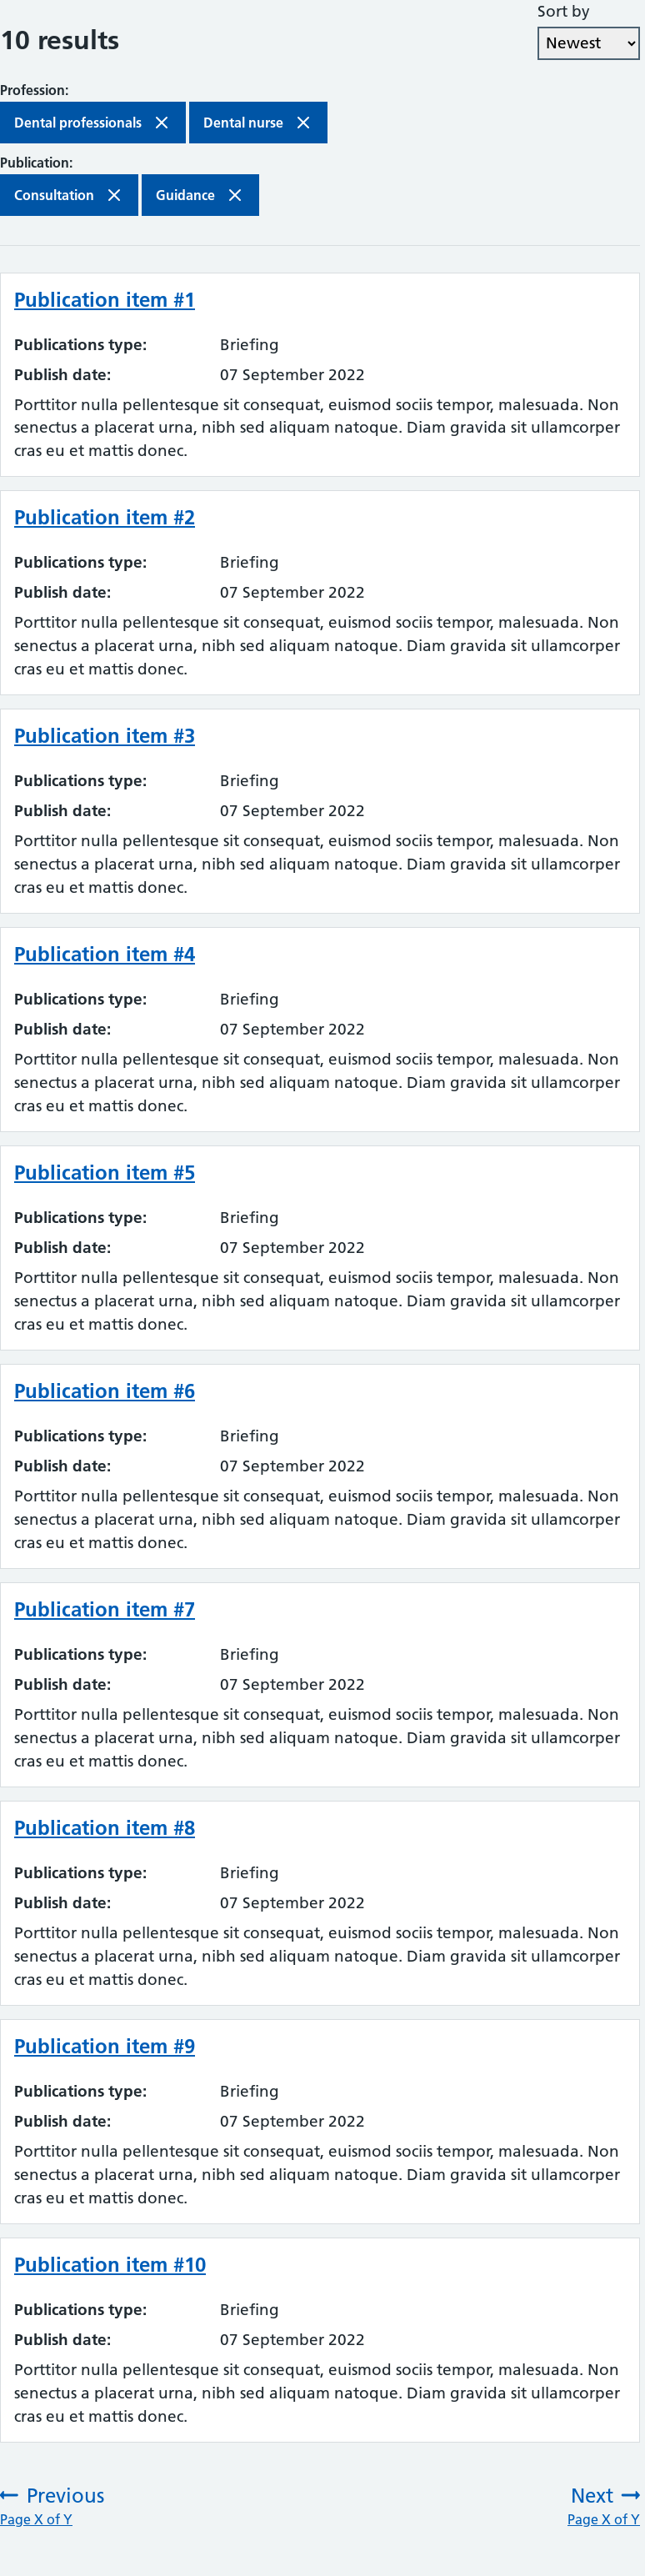 Sort by
10 results
Newest
Profession:
Dental professionals
Dental nurse
Publication:
Consultation
Guidance
Publication item #1
Publications type: Briefing
Publish date: 07 September 2022
Porttitor nulla pellentesque sit consequat, euismod sociis tempor, malesuada. Non
senectus a placerat urna, nibh sed aliquam natoque. Diam gravida sit ullamcorper
cras eu et mattis donec.
Publication item #2
Publications type: Briefing
Publish date: 07 September 2022
Porttitor nulla pellentesque sit consequat, euismod sociis tempor, malesuada. Non
senectus a placerat urna, nibh sed aliquam natoque. Diam gravida sit ullamcorper
cras eu et mattis donec.
Publication item #3
Publications type: Briefing
Publish date: 07 September 2022
Porttitor nulla pellentesque sit consequat, euismod sociis tempor, malesuada. Non
senectus a placerat urna, nibh sed aliquam natoque. Diam gravida sit ullamcorper
cras eu et mattis donec.
Publication item #4
Publications type: Briefing
Publish date: 07 September 2022
Porttitor nulla pellentesque sit consequat, euismod sociis tempor, malesuada. Non
senectus a placerat urna, nibh sed aliquam natoque. Diam gravida sit ullamcorper
cras eu et mattis donec.
Publication item #5
Publications type: Briefing
Publish date: 07 September 2022
Porttitor nulla pellentesque sit consequat, euismod sociis tempor, malesuada. Non
senectus a placerat urna, nibh sed aliquam natoque. Diam gravida sit ullamcorper
cras eu et mattis donec.
Publication item #6
Publications type: Briefing
Publish date: 07 September 2022
Porttitor nulla pellentesque sit consequat, euismod sociis tempor, malesuada. Non
senectus a placerat urna, nibh sed aliquam natoque. Diam gravida sit ullamcorper
cras eu et mattis donec.
Publication item #7
Publications type: Briefing
Publish date: 07 September 2022
Porttitor nulla pellentesque sit consequat, euismod sociis tempor, malesuada. Non
senectus a placerat urna, nibh sed aliquam natoque. Diam gravida sit ullamcorper
cras eu et mattis donec.
Publication item #8
Publications type: Briefing
Publish date: 07 September 2022
Porttitor nulla pellentesque sit consequat, euismod sociis tempor, malesuada. Non
senectus a placerat urna, nibh sed aliquam natoque. Diam gravida sit ullamcorper
cras eu et mattis donec.
Publication item #9
Publications type: Briefing
Publish date: 07 September 2022
Porttitor nulla pellentesque sit consequat, euismod sociis tempor, malesuada. Non
senectus a placerat urna, nibh sed aliquam natoque. Diam gravida sit ullamcorper
cras eu et mattis donec.
Publication item #10
Publications type: Briefing
Publish date: 07 September 2022
Porttitor nulla pellentesque sit consequat, euismod sociis tempor, malesuada. Non
senectus a placerat urna, nibh sed aliquam natoque. Diam gravida sit ullamcorper
cras eu et mattis donec.
Previous
Page X of Y
Next
Page X of Y